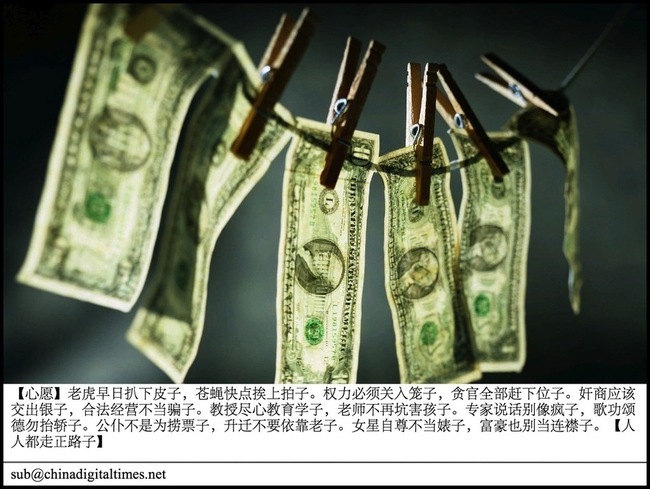 【心愿】老虎早日扒下皮子，苍蝇快点挨上拍子。权力必须关入笼子，贪官全部赶下位子。奸商应该
交出银子，合法经营不当骗子。教授尽心教育学子，老师不再坑害孩子。专家说话别像疯子，歌功颂
德勿抬轿子。公仆不是为捞票子，升迁不要依靠老子。女星自尊不当婊子，富豪也别当连襟子。【人
人都走正路子】
sub@chinadigitaltimes.net